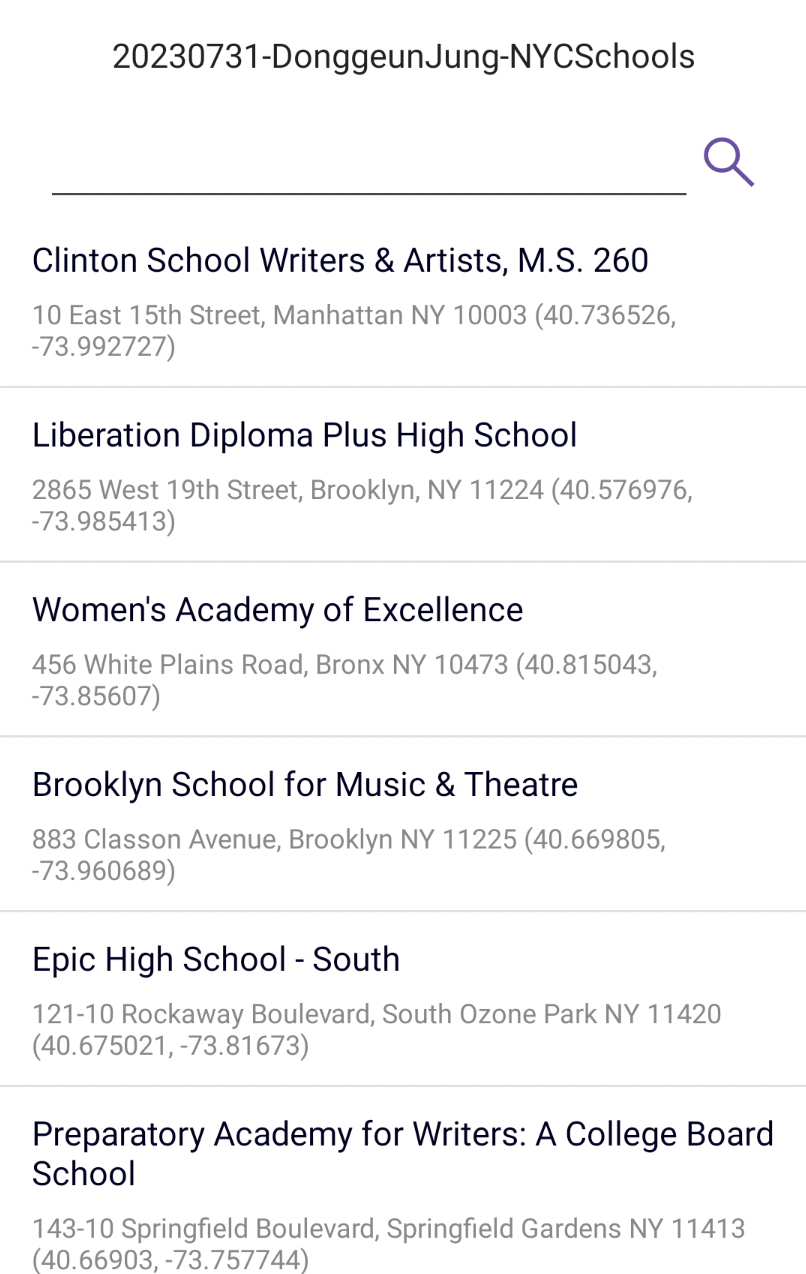 20230731-DonggeunJung-NYCSchools
Clinton School Writers & Artists, M.S. 260
10 East 15th Street, Manhattan NY 10003 (40.736526,
-73.992727)
Liberation Diploma Plus High School
2865 West 19th Street, Brooklyn, NY 11224 (40.576976,
-73.985413)
Women's Academy of Excellence
456 White Plains Road, Bronx NY 10473 (40.815043,
-73.85607)
Brooklyn School for Music & Theatre
883 Classon Avenue, Brooklyn NY 11225 (40.669805,
-73.960689)
Epic High School - South
121-10 Rockaway Boulevard, South Ozone Park NY 11420
(40.675021, -73.81673)
Preparatory Academy for Writers: A College Board
School
143-10 Springfield Boulevard, Springfield Gardens NY 11413
(40.66903, -73.757744)